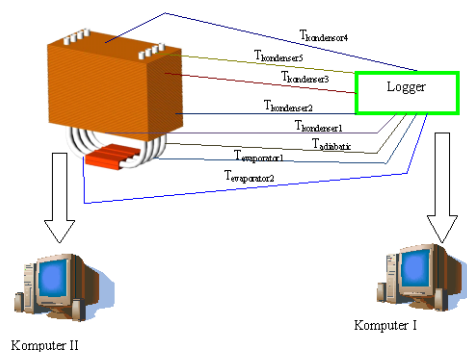 Tkondensor4
Tkondenser5
Tkondenser3
Logger
Tkondenser2
Tkondenser1
Tadiabatic
Tevaporator1
Tevaporator2
Komputer I
Komputer II